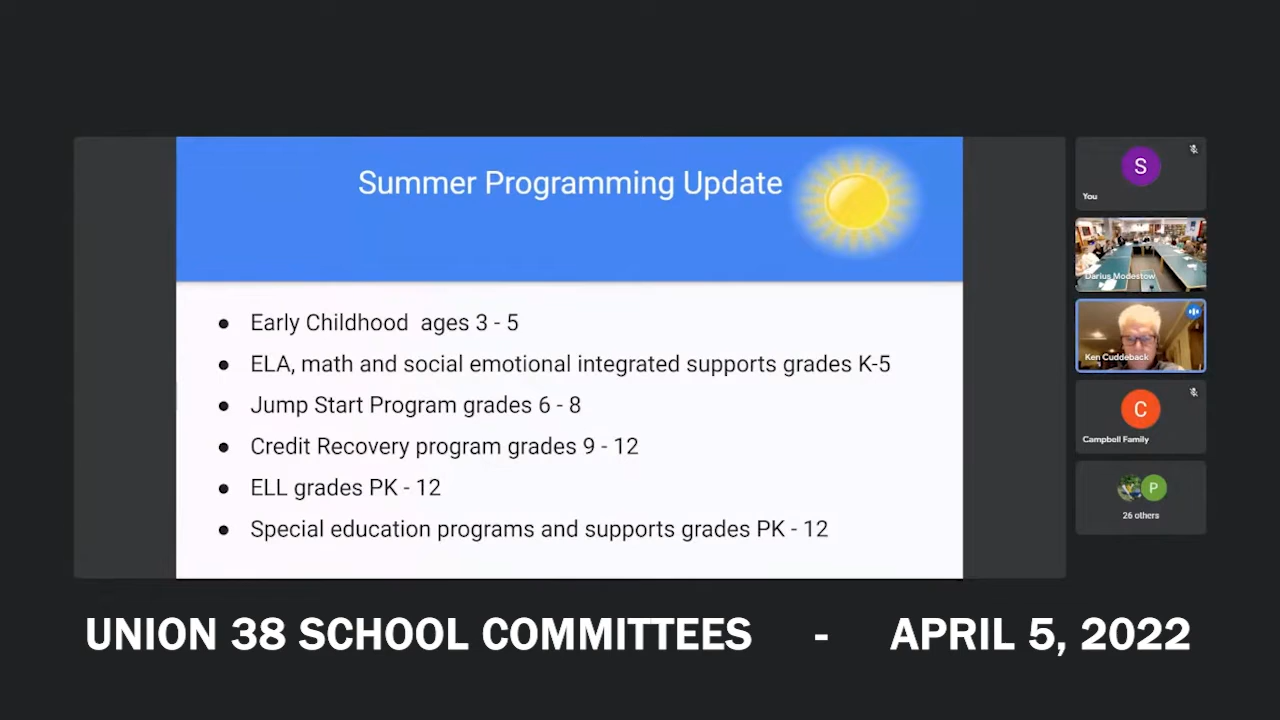 Summer Programming Update
● Early Childhood ages 3 - 5
● ELA, math and social emotional integrated supports grades K-5
● Jump Start Program grades 6 - 8
● Credit Recovery program grades 9 - 12
● ELL grades PK - 12
● Special education programs and supports grades PK - 12
S
You
Darius Modestow
Ken Cuddeback
C
Campbell Family
P
26 others
UNION 38 SCHOOL COMMITTEES - APRIL 5, 2022